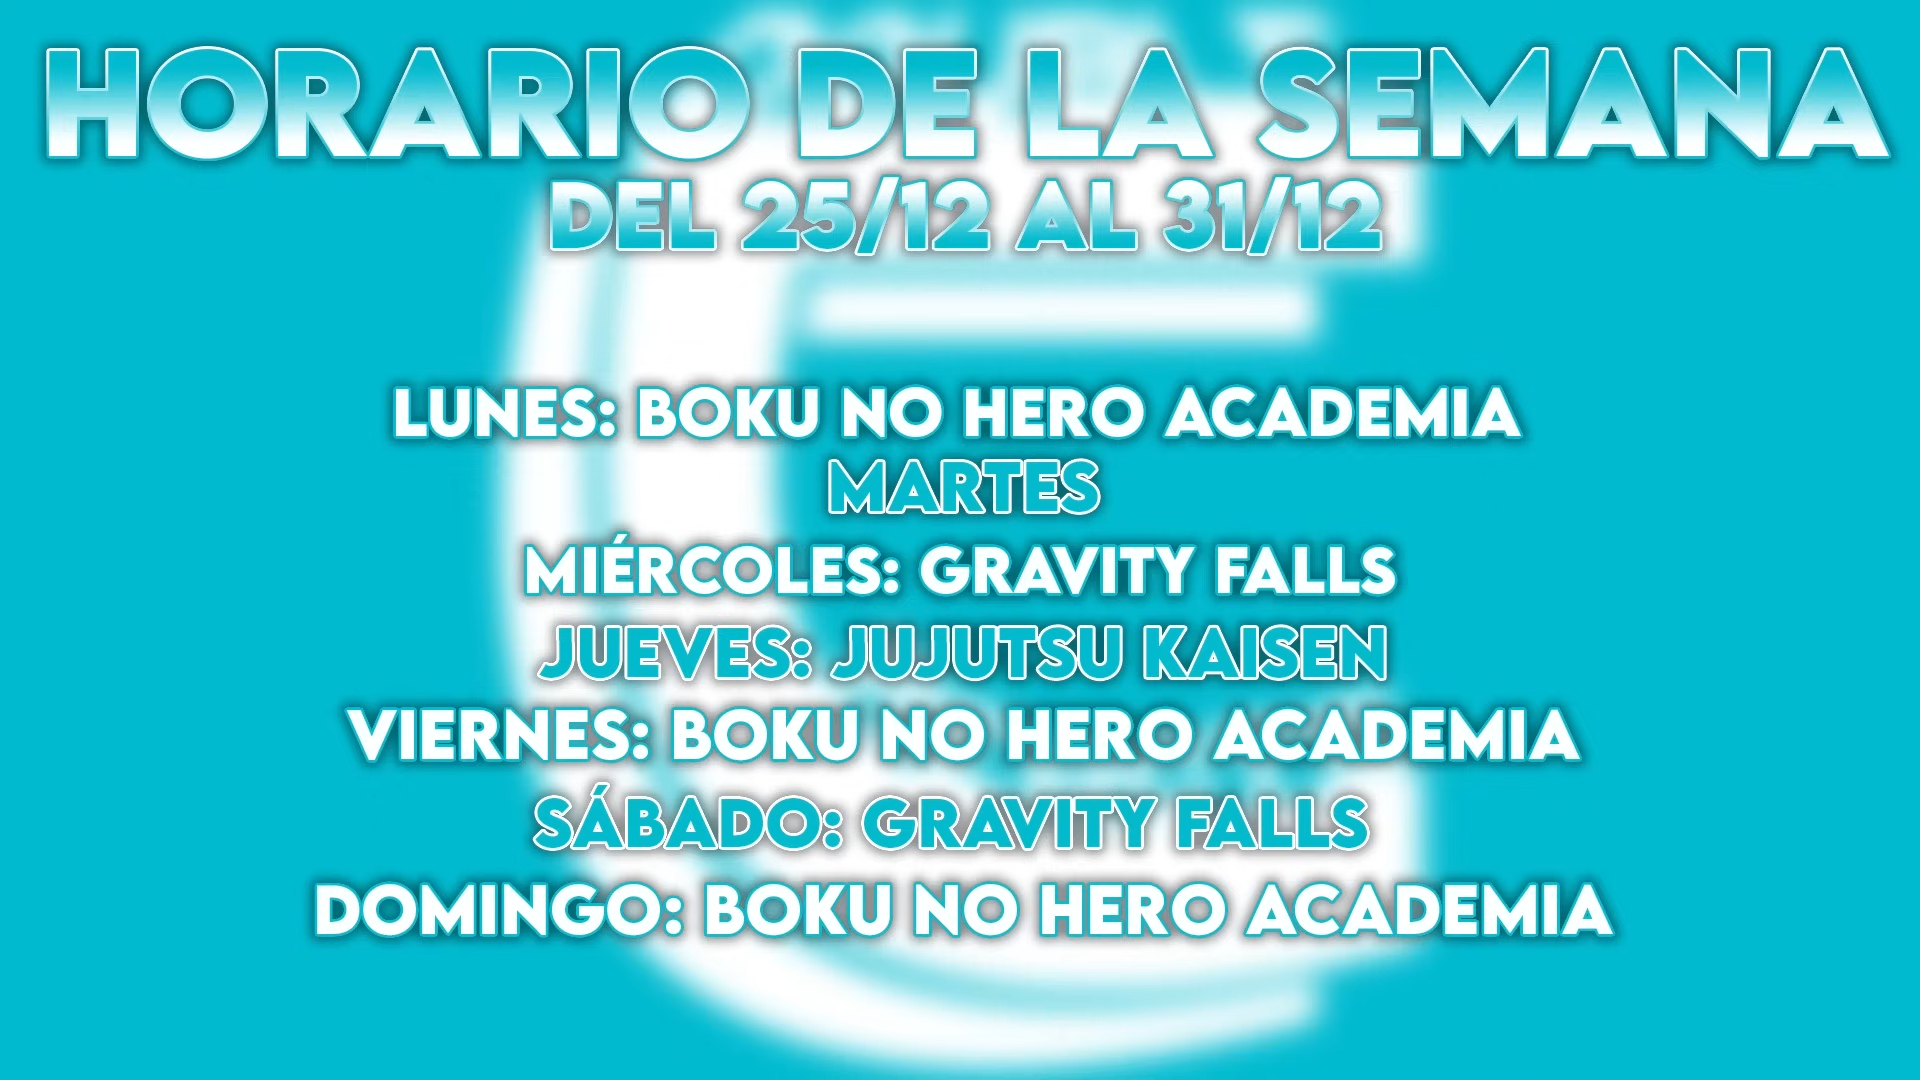 HORARIO DE LA SEMANA
DEL 25/12 AL 31/12
LUNES: BOKU NO HERO ACADEMIA
MARTES
MIÉRCOLES: GRAVITY FALLS
JUEVES: JUJUTSU KAISEN
VIERNES: BOKU NO HERO ACADEMIA
SÁBADO: GRAVITY FALLS
DOMINGO: BOKU NO HERO ACADEMIA